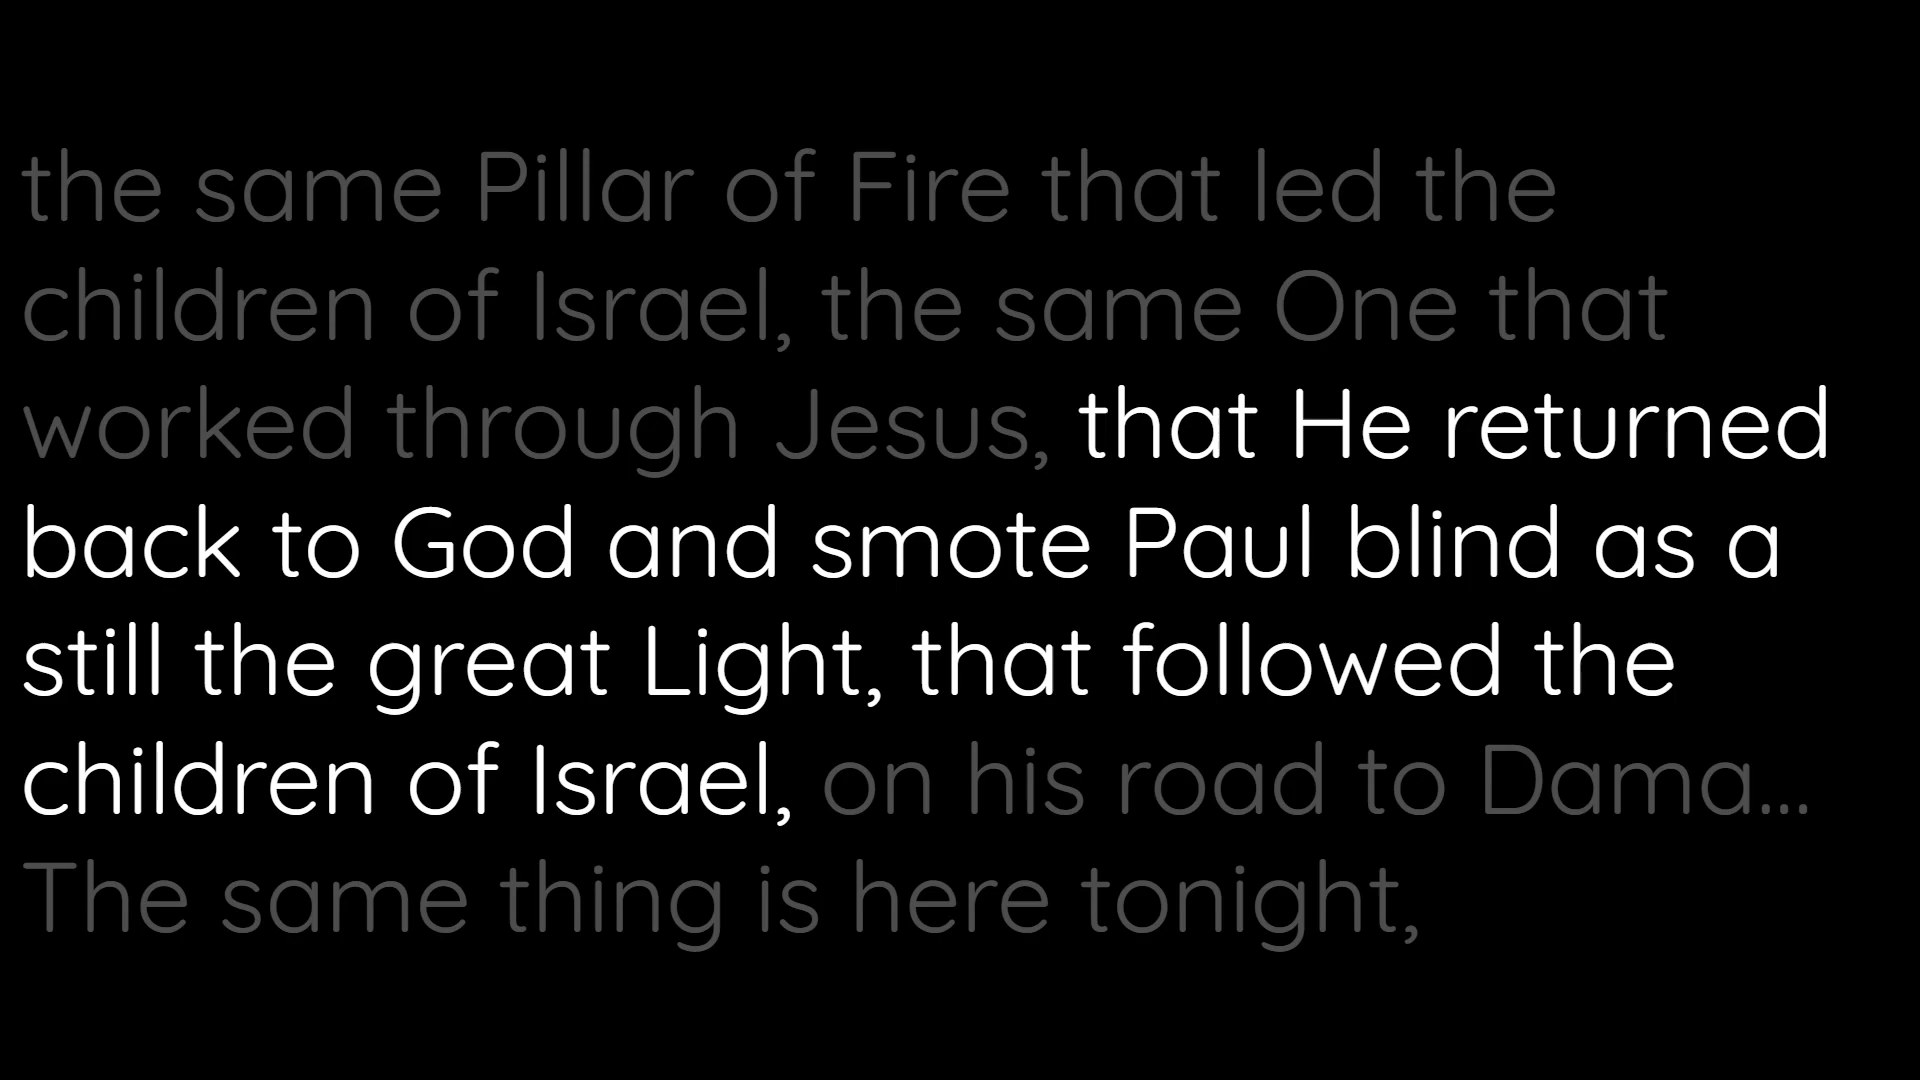 the same Pillar of Fire that led the
children of Israel, the same One that
worked through Jesus, that He returned
back to God and smote Paul blind as a
still the great Light, that followed the
children of Israel, on his road to Dama...
The same thing is here tonight,